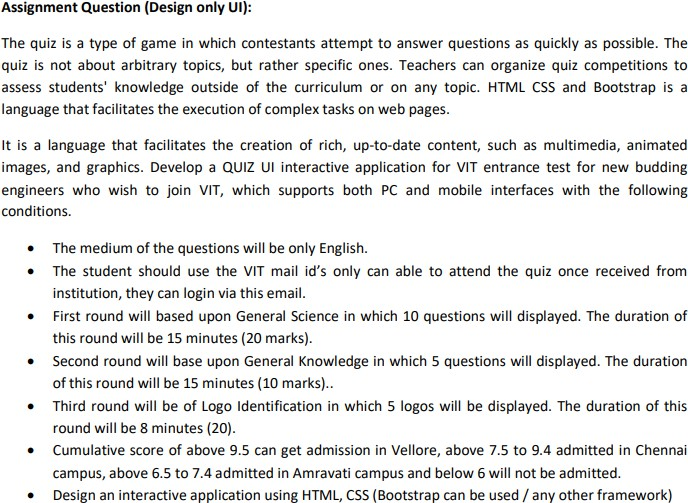 Assignment Question (Design only UI):
The quiz is a type of game in which contestants attempt to answer questions as quickly as possible. The
quiz is not about arbitrary topics, but rather specific ones. Teachers can organize quiz competitions to
assess students' knowledge outside of the curriculum or on any topic. HTML CSS and Bootstrap is a
language that facilitates the execution of complex tasks on web pages.
It is a language that facilitates the creation of rich, up-to-date content, such as multimedia, animated
images, and graphics. Develop a QUIZ UI interactive application for VIT entrance test for new budding
engineers who wish to join VIT, which supports both PC and mobile interfaces with the following
conditions.
• The medium of the questions will be only English.
• The student should use the VIT mail id's only can able to attend the quiz once received from
institution, they can login via this email.
• First round will based upon General Science in which 10 questions will displayed. The duration of
this round will be 15 minutes (20 marks).
• Second round will base upon General Knowledge in which 5 questions will displayed. The duration
of this round will be 15 minutes (10 marks)..
• Third round will be of Logo Identification in which 5 logos will be displayed. The duration of this
round will be 8 minutes (20).
• Cumulative score of above 9.5 can get admission in Vellore, above 7.5 to 9.4 admitted in Chennai
campus, above 6.5 to 7.4 admitted in Amravati campus and below 6 will not be admitted.
• Design an interactive application using HTML, CSS (Bootstrap can be used / any other framework)